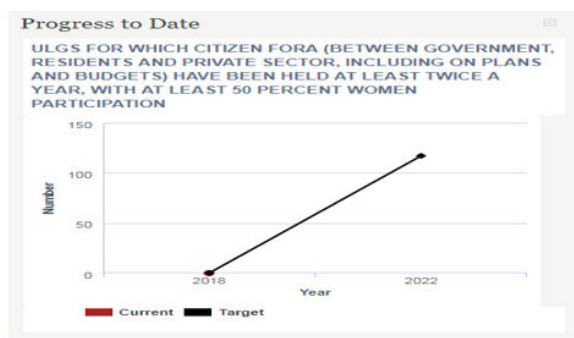 Progress to Date
ULGS FOR WHICH CITIZEN FORA (BETWEEN GOVERNMENT,
RESIDENTS AND PRIVATE SECTOR, INCLUDING ON PLANS
AND BUDGETS) HAVE BEEN HELD AT LEAST TWICE A
YEAR, WITH AT LEAST 50 PERCENT WOMEN
PARTICIPATION
150
100
50
0
Number
2018
2022
Year
Current
Target